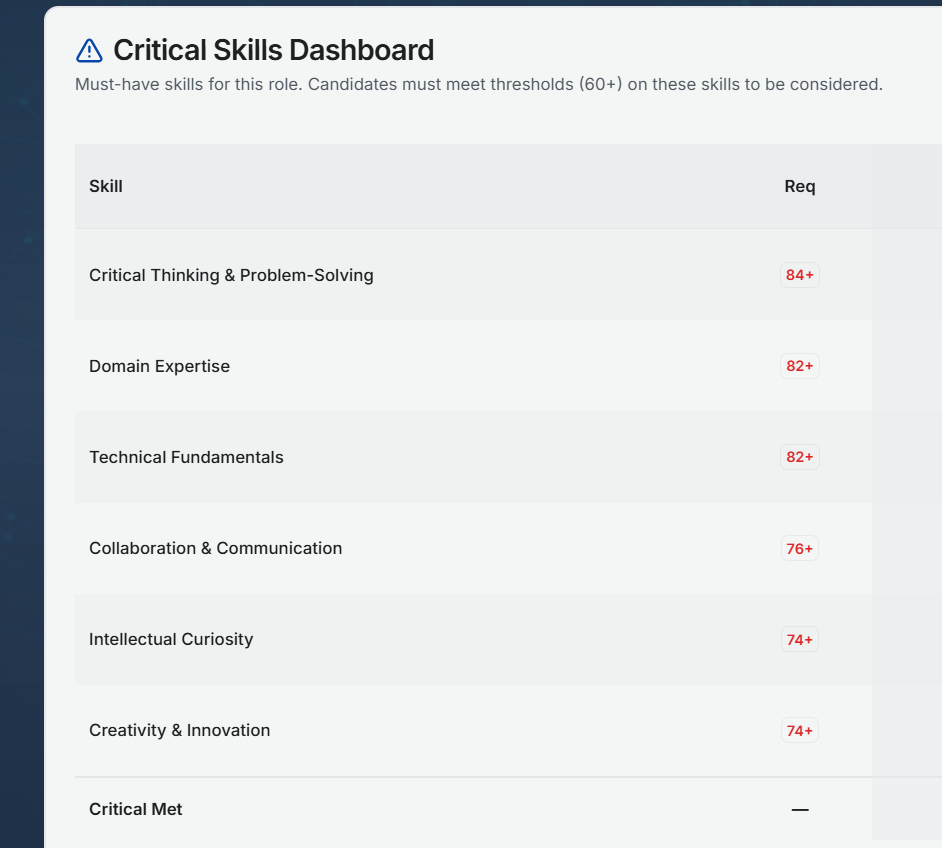 Critical Skills Dashboard
Must-have skills for this role. Candidates must meet thresholds (60+) on these skills to be considered.
Skill Req
Critical Thinking & Problem-Solving 84+
Domain Expertise 82+
Technical Fundamentals 82+
Collaboration & Communication 76+
Intellectual Curiosity 74+
Creativity & Innovation 74+
Critical Met —